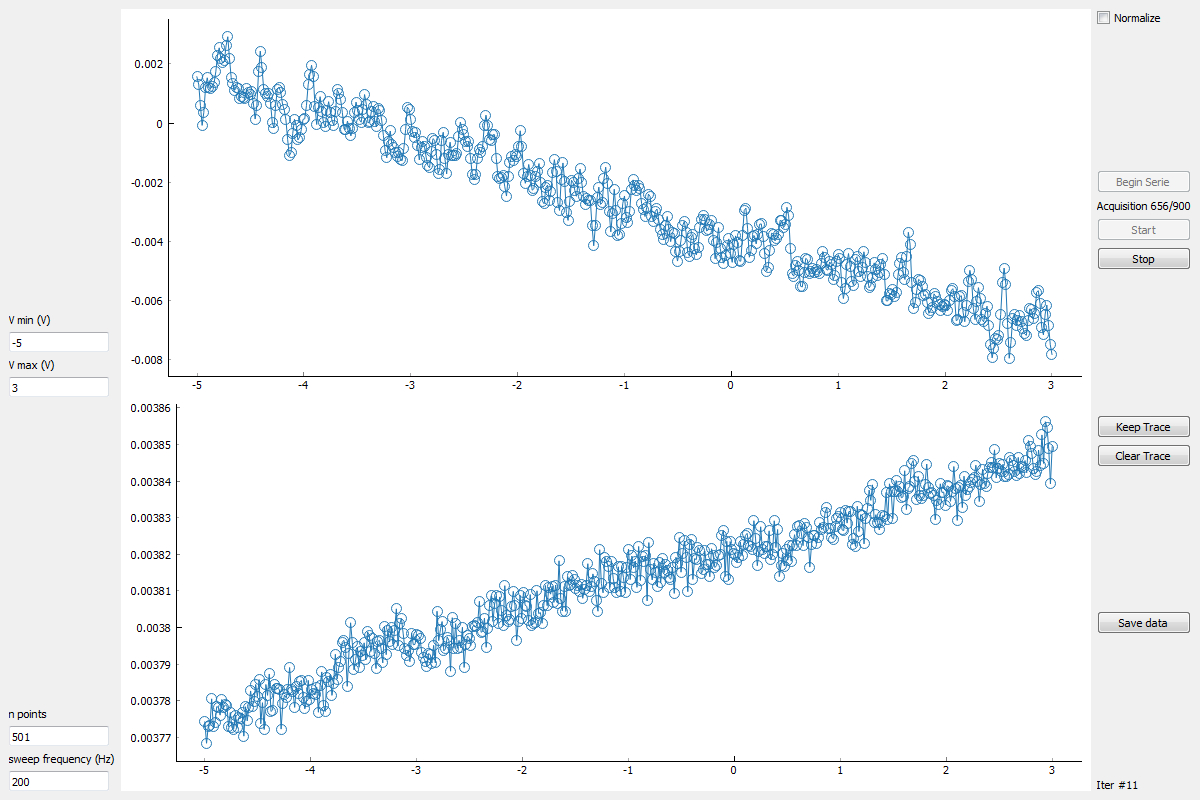 Normalize
0.002
0
-0.002
-0.004
-0.006
-0.008
-5 -4 -3 -2 -1 0 1 2 3
Begin Serie
Acquisition 656/900
Start
Stop
V min (V)
-5
V max (V)
3
0.00386
0.00385
0.00384
0.00383
0.00382
0.00381
0.0038
0.00379
0.00378
0.00377
-5 -4 -3 -2 -1 0 1 2 3
Keep Trace
Clear Trace
Save data
n points
501
sweep frequency (Hz)
200
Iter #11